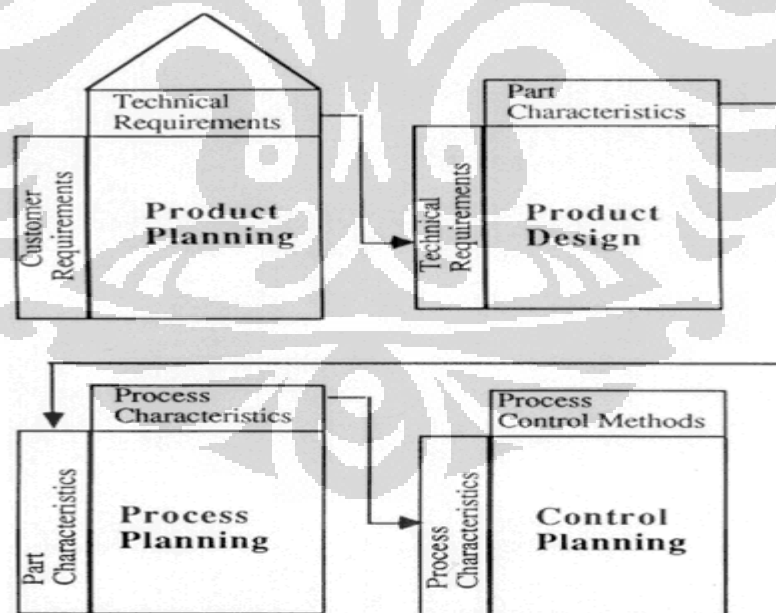 Technical
Requirements
Customer
Requirements
Product
Planning
Part
Characteristics
Technical
Requirements
Product
Design
Process
Characteristics
Part
Characteristics
Process
Planning
Process
Control Methods
Process
Characteristics
Control
Planning